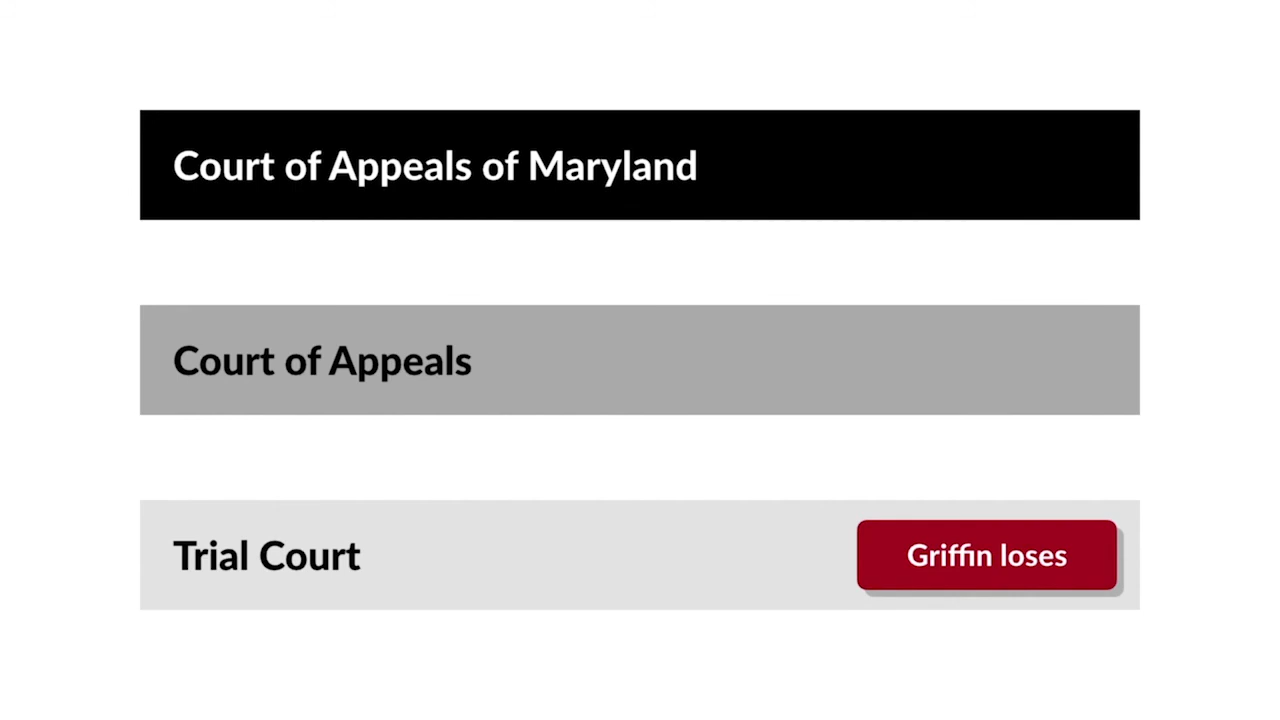 Court of Appeals of Maryland
Court of Appeals
Trial Court
Griffin loses